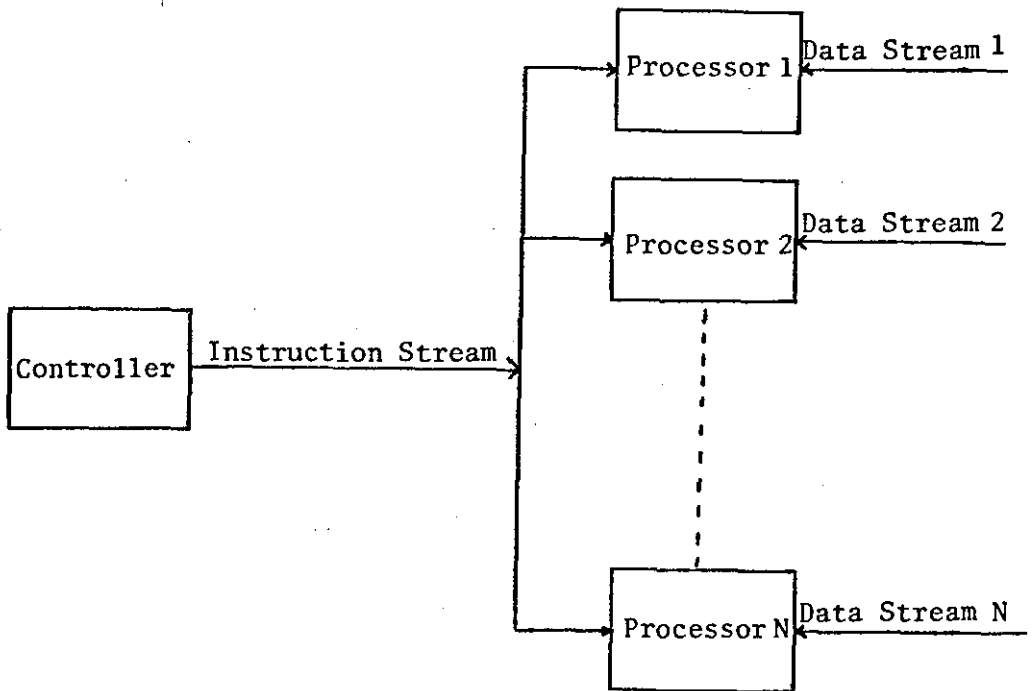 Processor 1
Data Stream 1
Processor 2
Data Stream 2
Controller
Instruction Stream
Processor N
Data Stream N